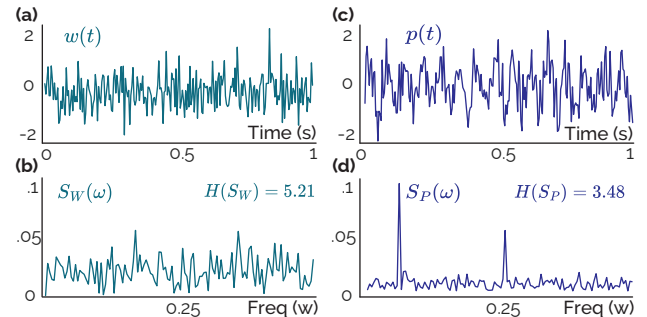 (a)
w(t)
2
0
-2
Time (s)
0 0.5 1
(c)
p(t)
2
0
-2
Time (s)
0 0.5 1
(b)
.1
S_W(ω) H(S_W) = 5.21
.05
0
0.25 Freq (w)
(d)
.1
S_P(ω) H(S_P) = 3.48
.05
0
0.25 Freq (w)